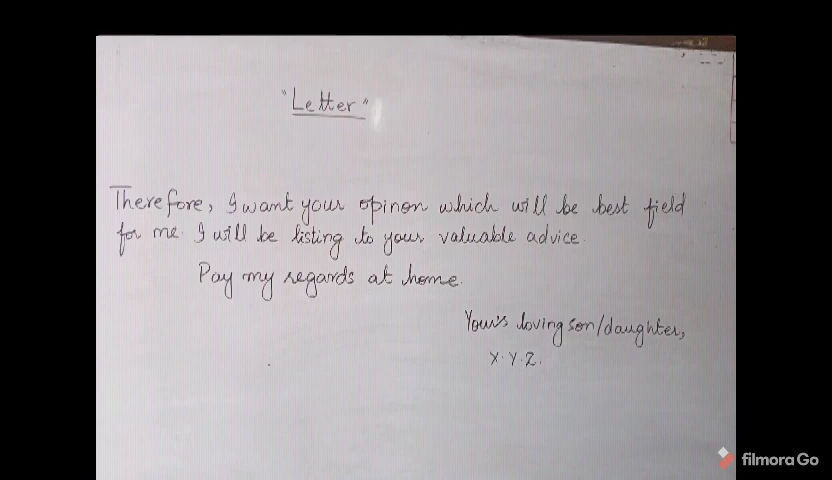 "Letter"
Therefore, I want your opinon which will be best field
for me. I will be listing to your valuable advice.
Pay my regards at home.
Your's loving son/daughter,
X.Y.Z.
filmora Go